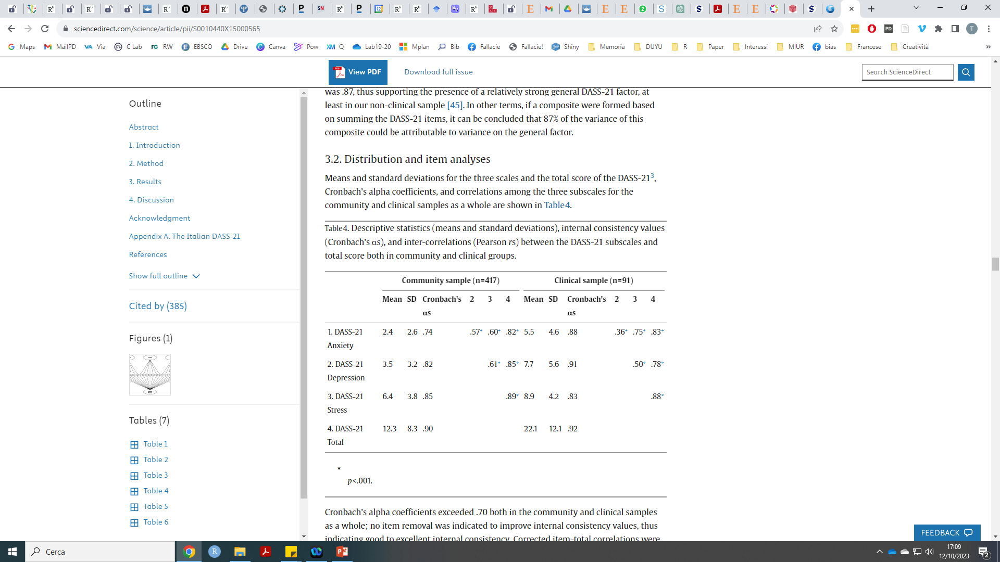 sciencedirect.com/science/article/pii/S0010440X15000565
Maps MailPD Via C Lab RW EBSCO Drive Canva Pow Q Lab19-20 Mplan Bib Fallacie Fallacie! Shiny Memoria DUYU R Paper Interessi MIUR bias Francese Creatività »
View PDF
Download full issue
Search ScienceDirect
Outline
Abstract
1. Introduction
2. Method
3. Results
4. Discussion
Acknowledgment
Appendix A. The Italian DASS-21
References
Show full outline
Cited by (385)
Figures (1)
Tables (7)
Table 1
Table 2
Table 3
Table 4
Table 5
Table 6
was .87, thus supporting the presence of a relatively strong general DASS-21 factor, at
least in our non-clinical sample [45]. In other terms, if a composite were formed based
on summing the DASS-21 items, it can be concluded that 87% of the variance of this
composite could be attributable to variance on the general factor.
3.2. Distribution and item analyses
Means and standard deviations for the three scales and the total score of the DASS-21³,
Cronbach's alpha coefficients, and correlations among the three subscales for the
community and clinical samples as a whole are shown in Table 4.
Table 4. Descriptive statistics (means and standard deviations), internal consistency values
(Cronbach's αs), and inter-correlations (Pearson rs) between the DASS-21 subscales and
total score both in community and clinical groups.
Community sample (n=417) Clinical sample (n=91)
Mean SD Cronbach's 2 3 4 Mean SD Cronbach's 2 3 4
αs αs
1. DASS-21 2.4 2.6 .74 .57* .60* .82* 5.5 4.6 .88 .36* .75* .83*
Anxiety
2. DASS-21 3.5 3.2 .82 .61* .85* 7.7 5.6 .91 .50* .78*
Depression
3. DASS-21 6.4 3.8 .85 .89* 8.9 4.2 .83 .88*
Stress
4. DASS-21 12.3 8.3 .90 22.1 12.1 .92
Total
*
p<.001.
Cronbach's alpha coefficients exceeded .70 both in the community and clinical samples
as a whole; no item removal was indicated to improve internal consistency values, thus
indicating good to excellent internal consistency. Corrected item-total correlations were
FEEDBACK
Cerca
17:09
12/10/2023
2